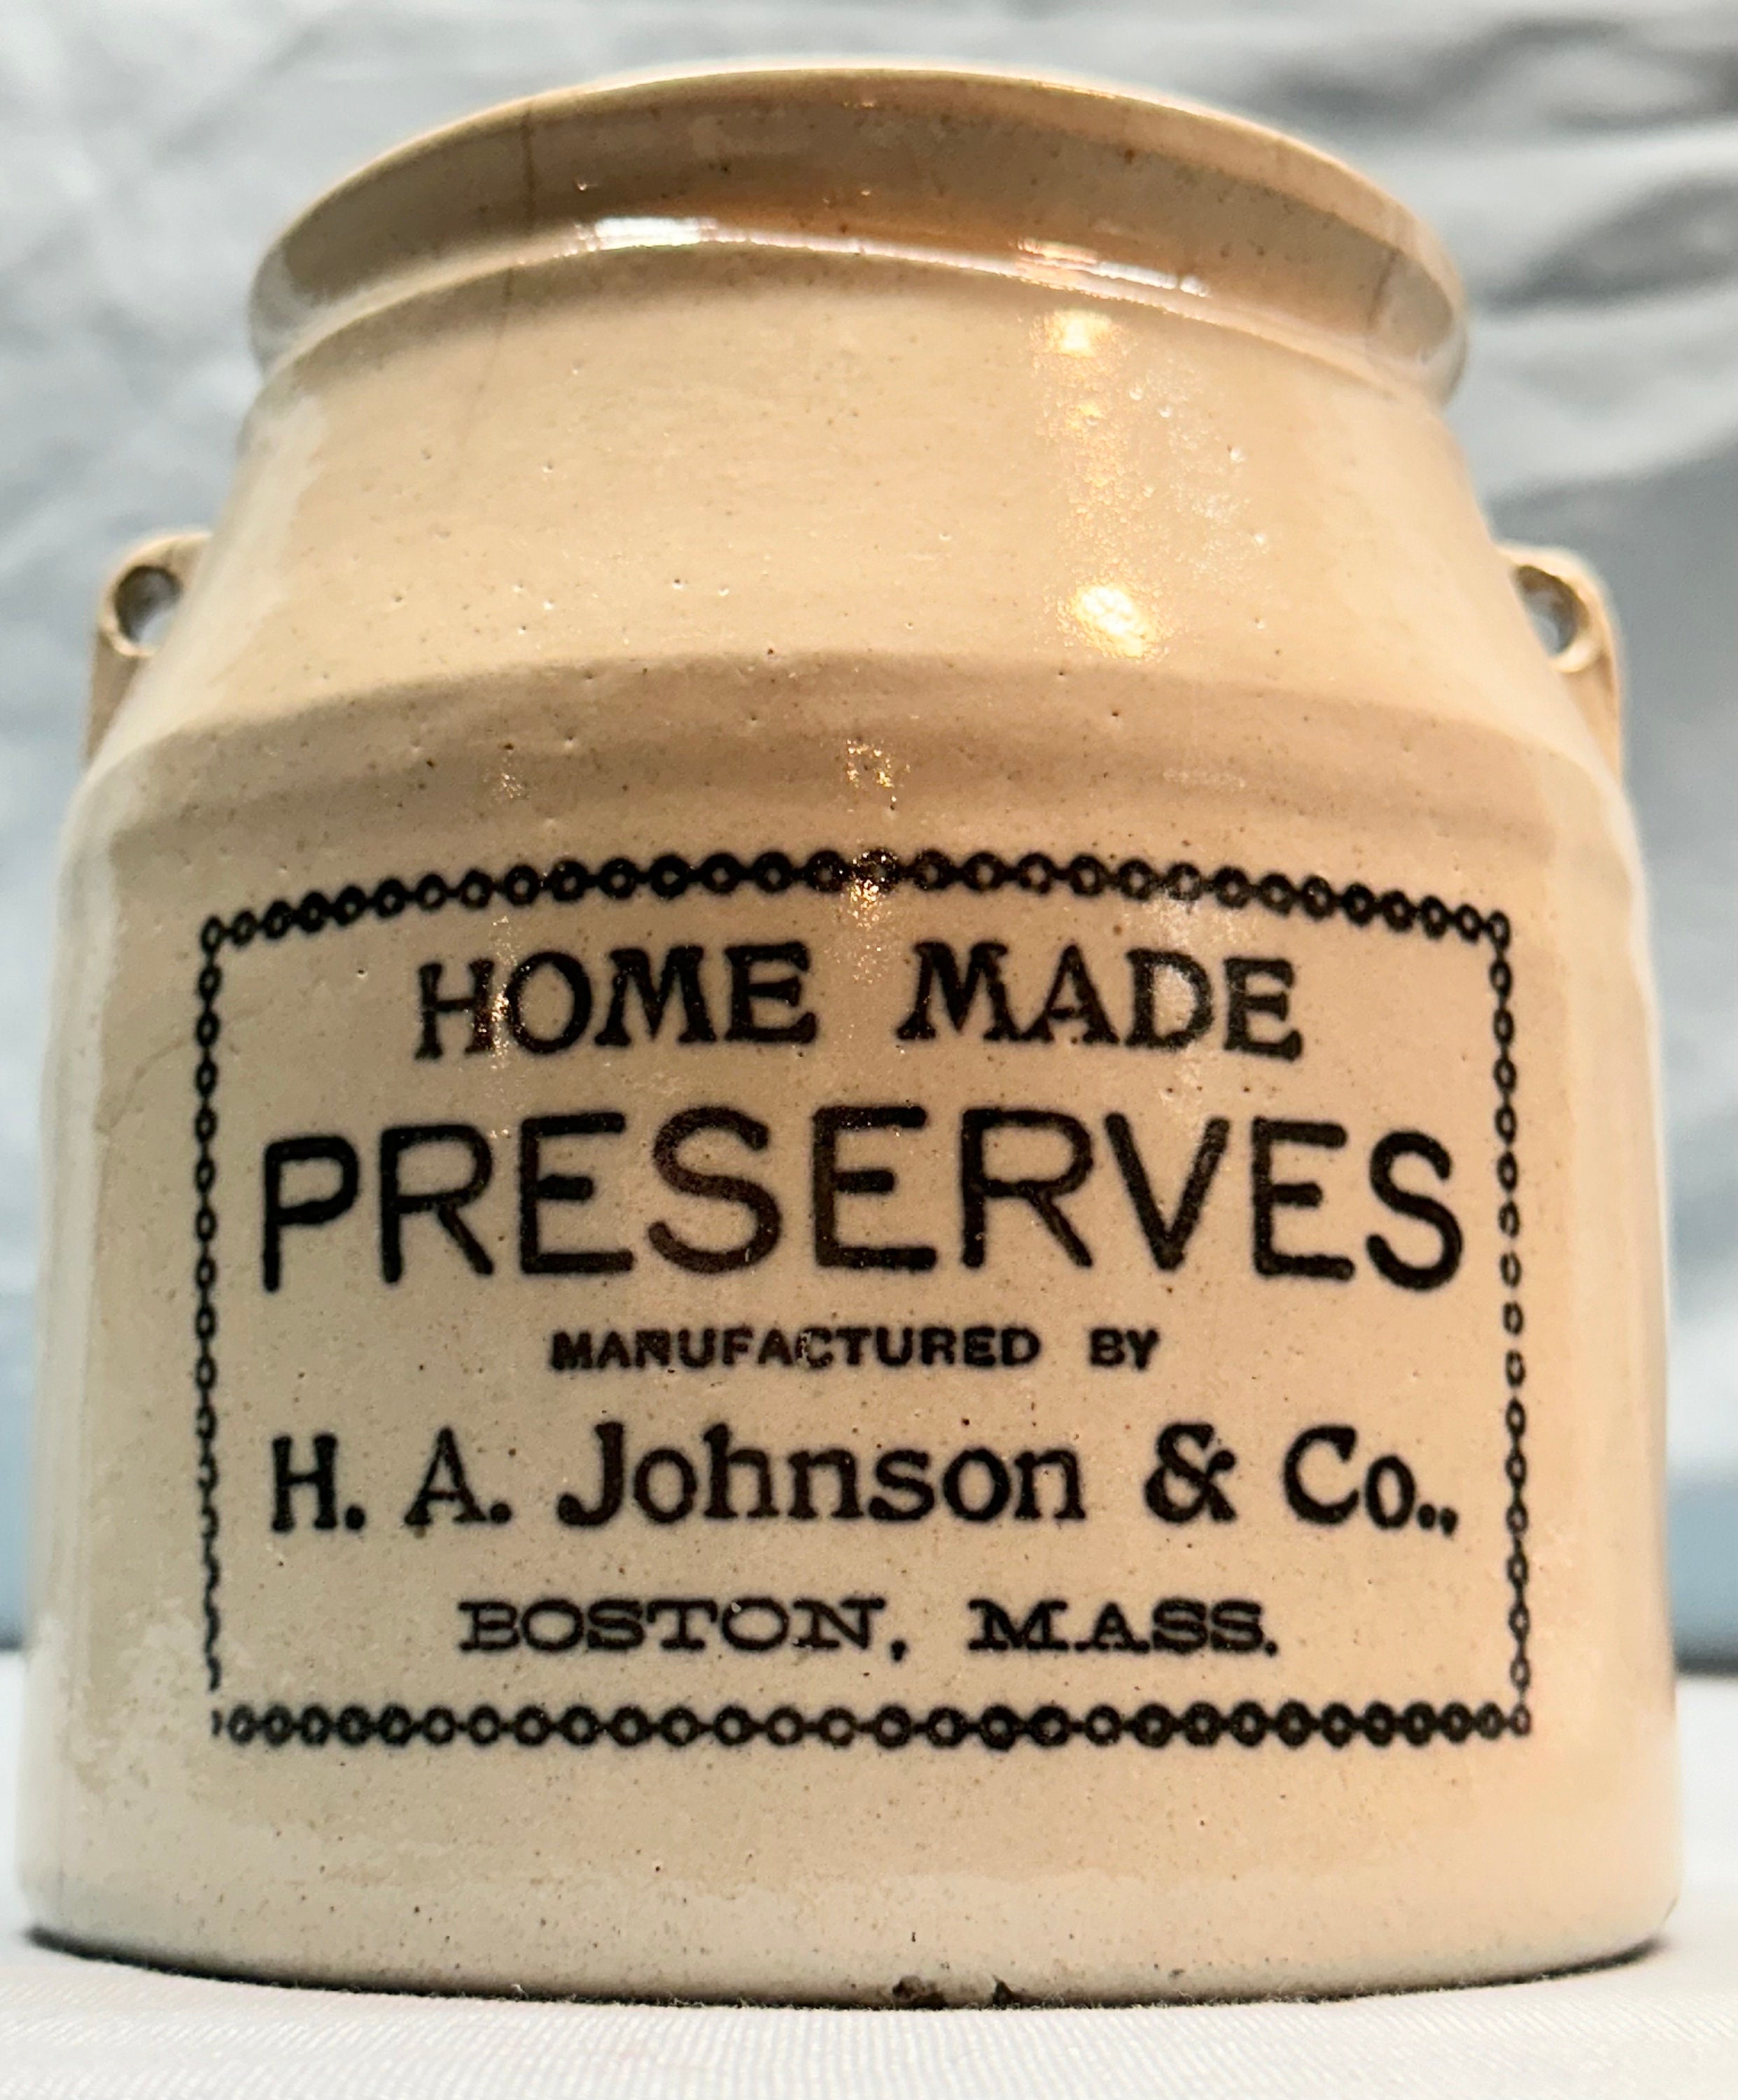 HOME MADE
PRESERVES
MANUFACTURED BY
H. A. Johnson & Co.,
BOSTON, MASS.